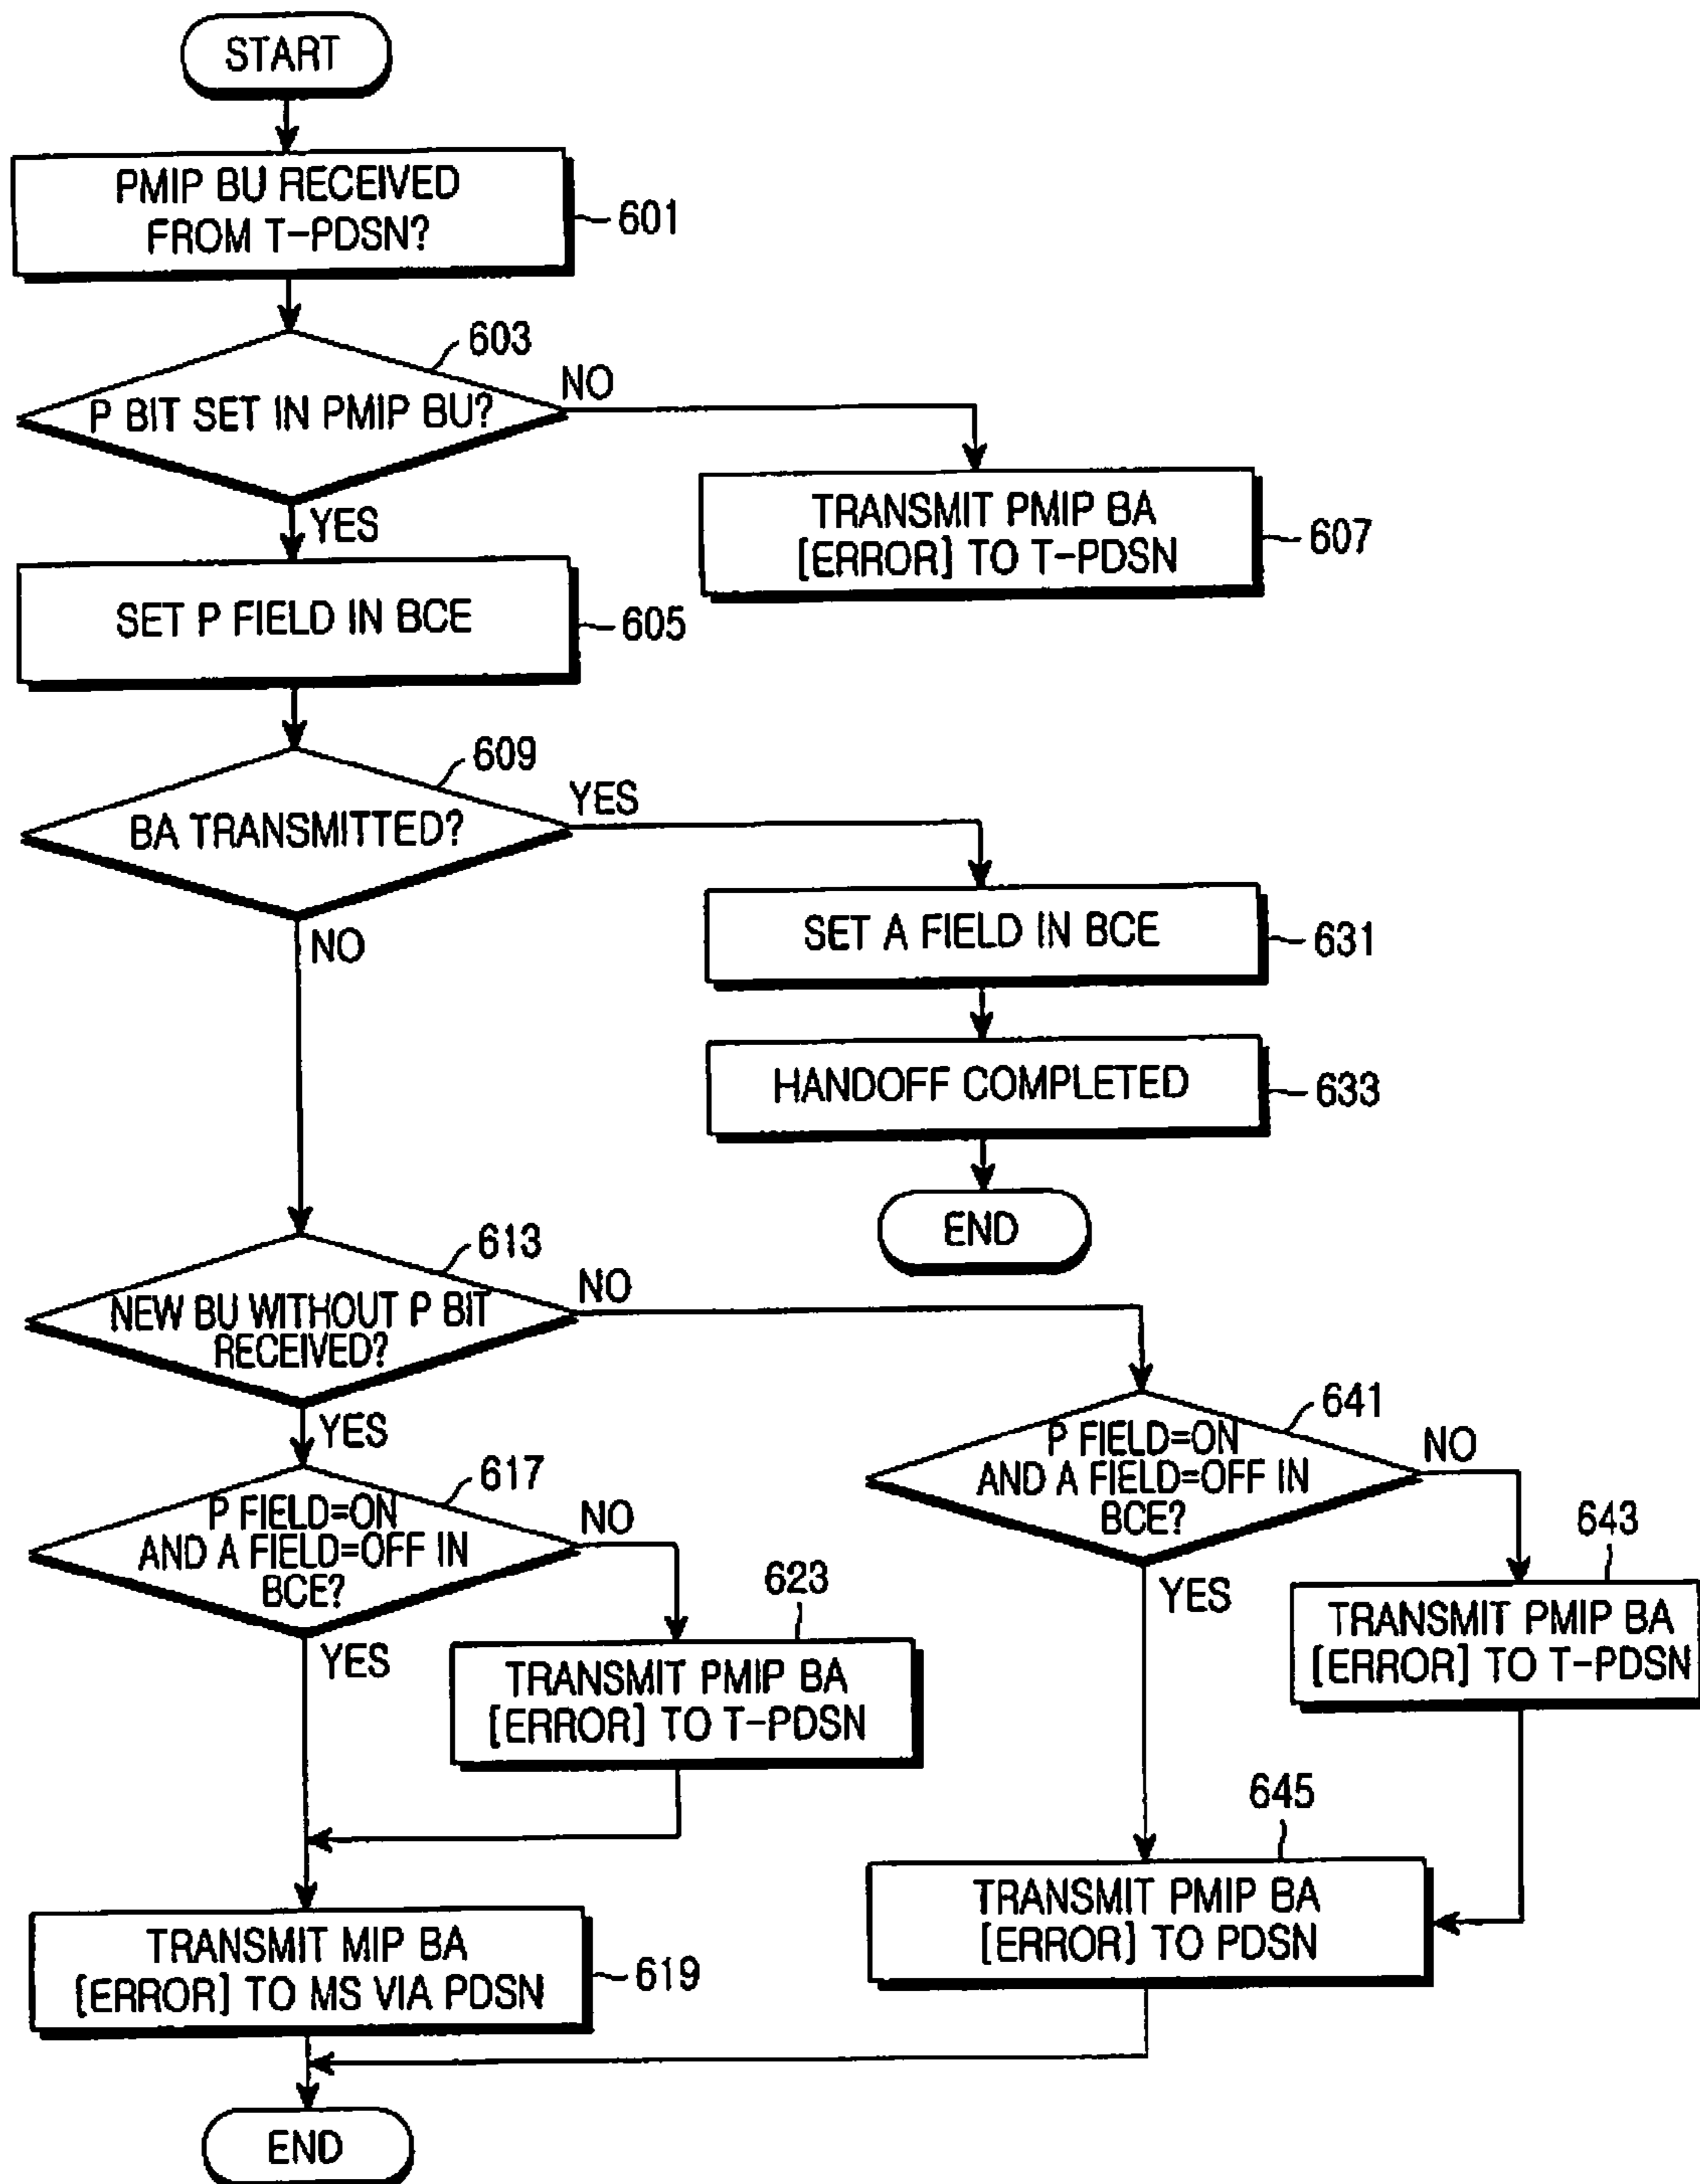 START
PMIP BU RECEIVED
FROM T-PDSN?
601
603
P BIT SET IN PMIP BU?
NO
YES
TRANSMIT PMIP BA
[ERROR] TO T-PDSN
607
SET P FIELD IN BCE
605
609
BA TRANSMITTED?
YES
NO
SET A FIELD IN BCE
631
HANDOFF COMPLETED
633
END
613
NEW BU WITHOUT P BIT
RECEIVED?
NO
YES
641
P FIELD=ON
AND A FIELD=OFF IN
BCE?
NO
YES
617
P FIELD=ON
AND A FIELD=OFF IN
BCE?
NO
YES
643
TRANSMIT PMIP BA
[ERROR] TO T-PDSN
623
TRANSMIT PMIP BA
[ERROR] TO T-PDSN
645
TRANSMIT PMIP BA
[ERROR] TO PDSN
TRANSMIT MIP BA
[ERROR] TO MS VIA PDSN
619
END